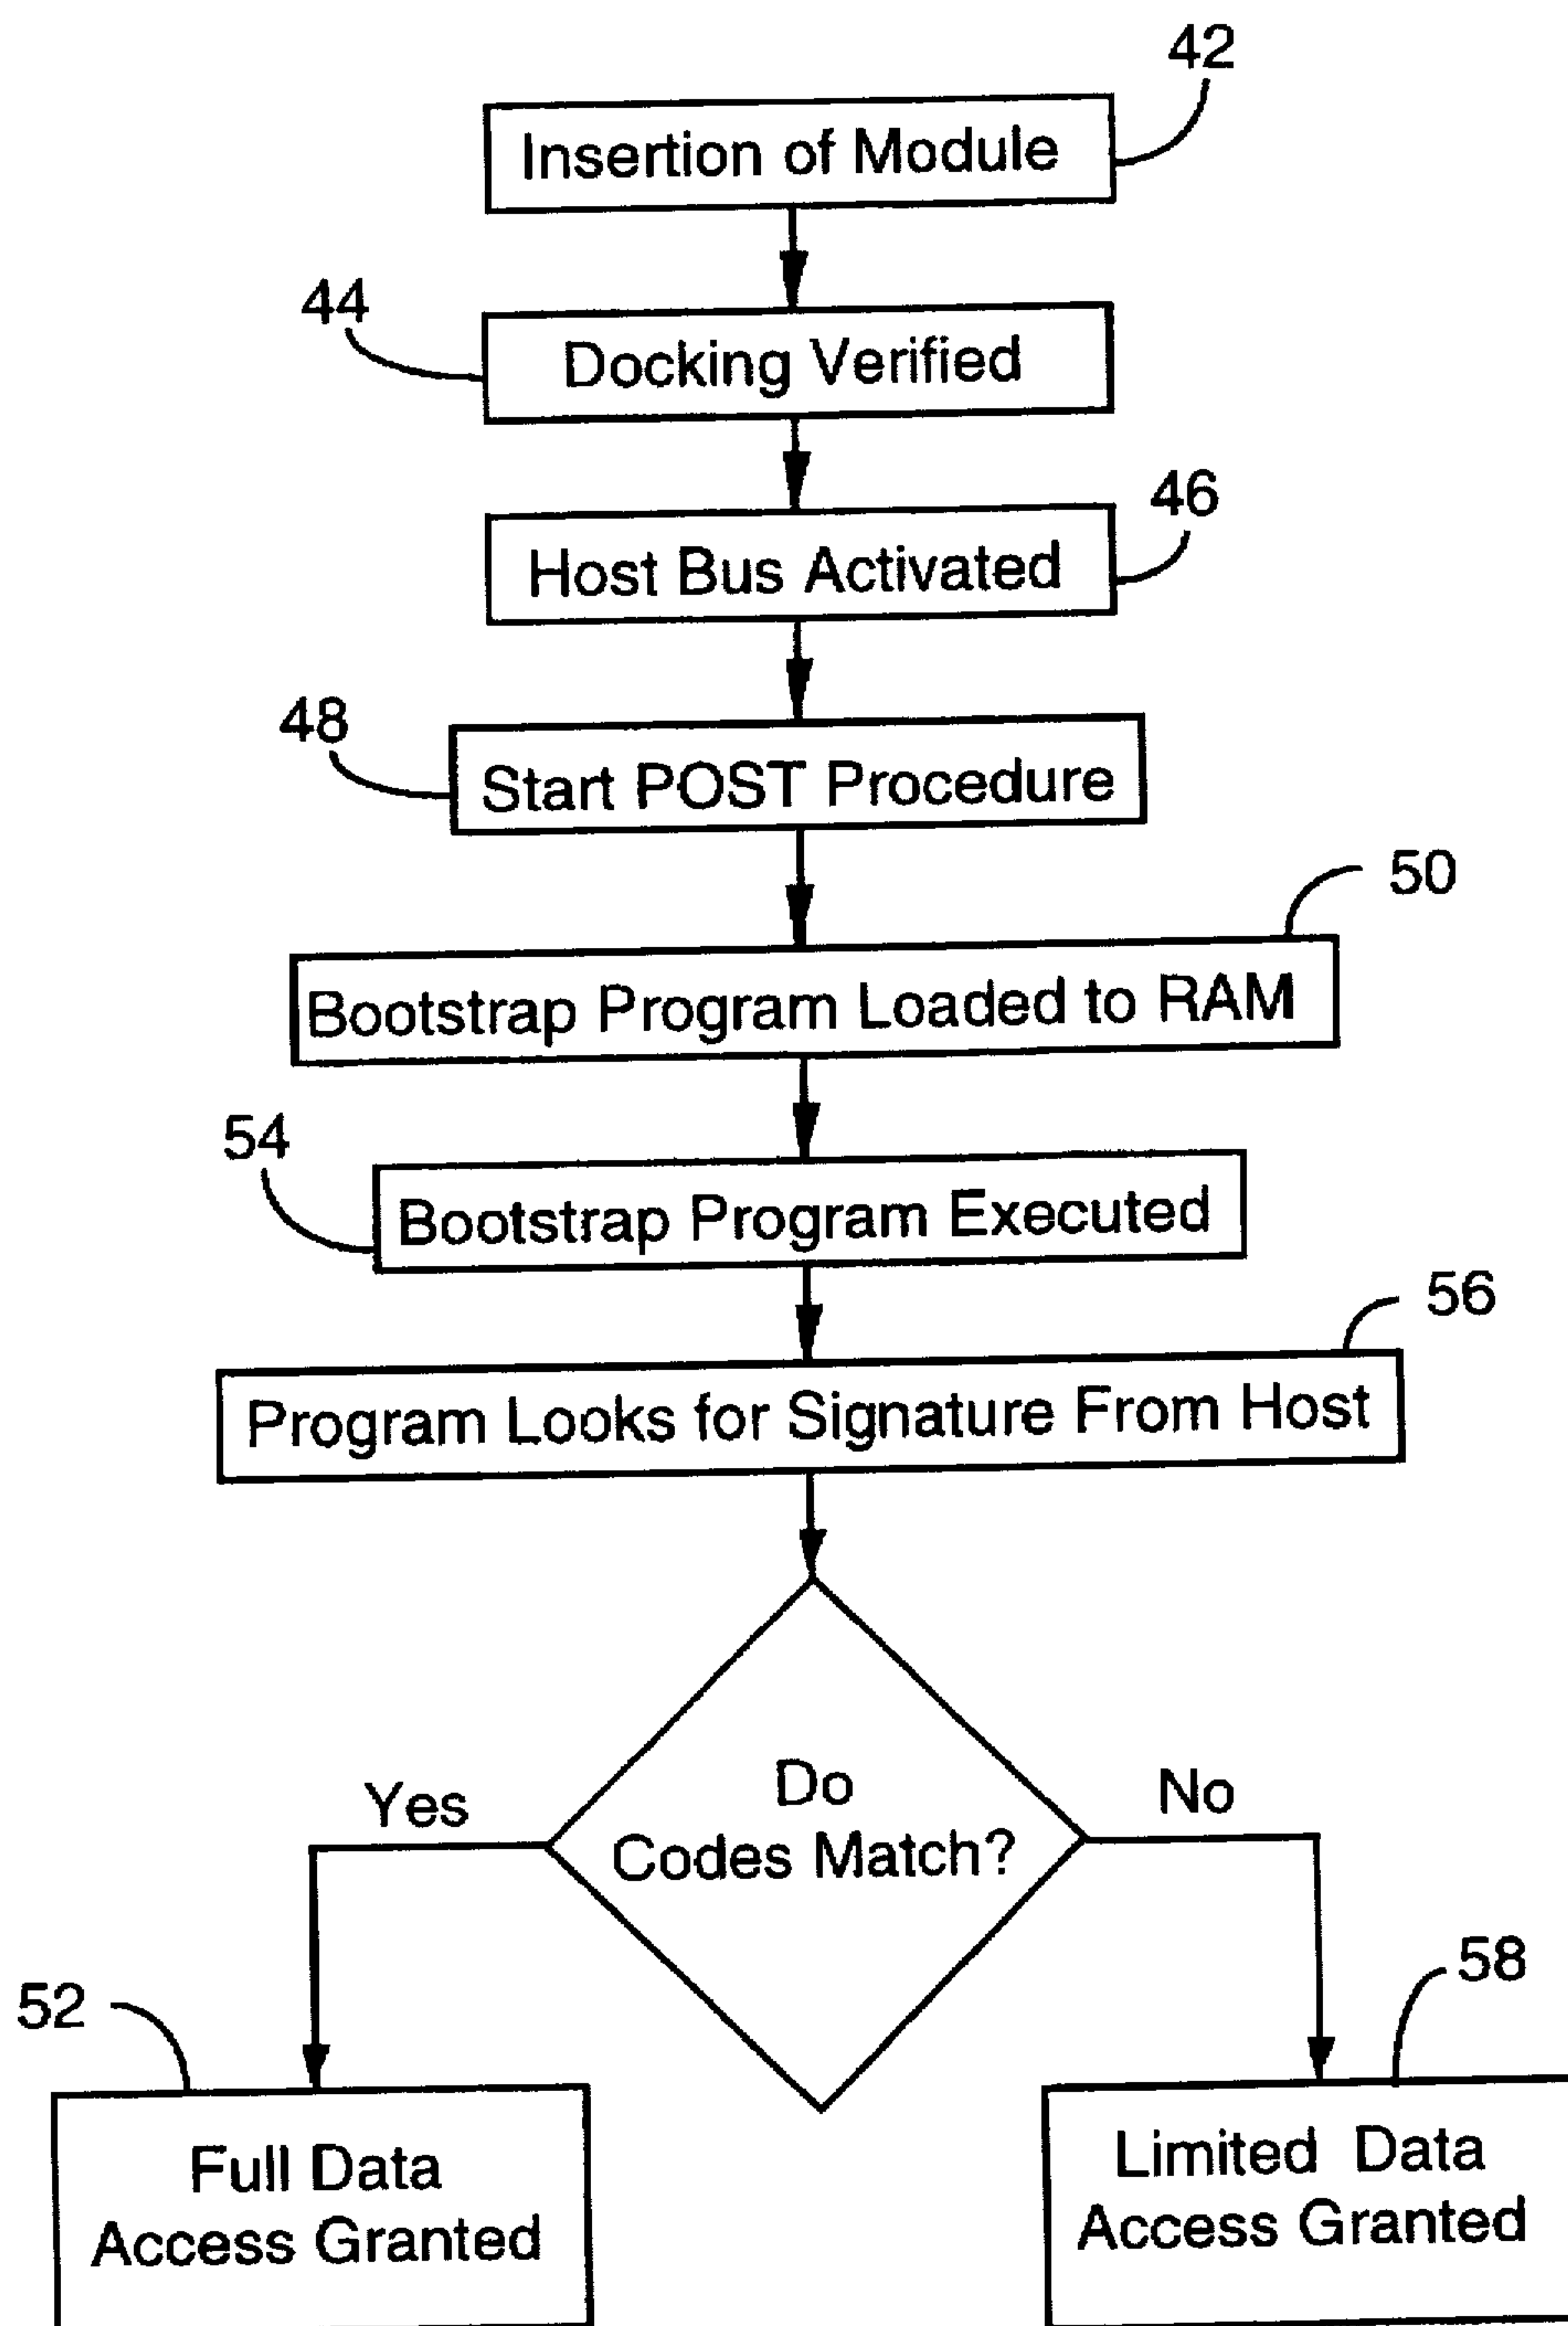 42
Insertion of Module
44
Docking Verified
46
Host Bus Activated
48
Start POST Procedure
50
Bootstrap Program Loaded to RAM
54
Bootstrap Program Executed
56
Program Looks for Signature From Host
Do
Codes Match?
Yes
No
52
58
Full Data
Access Granted
Limited Data
Access Granted